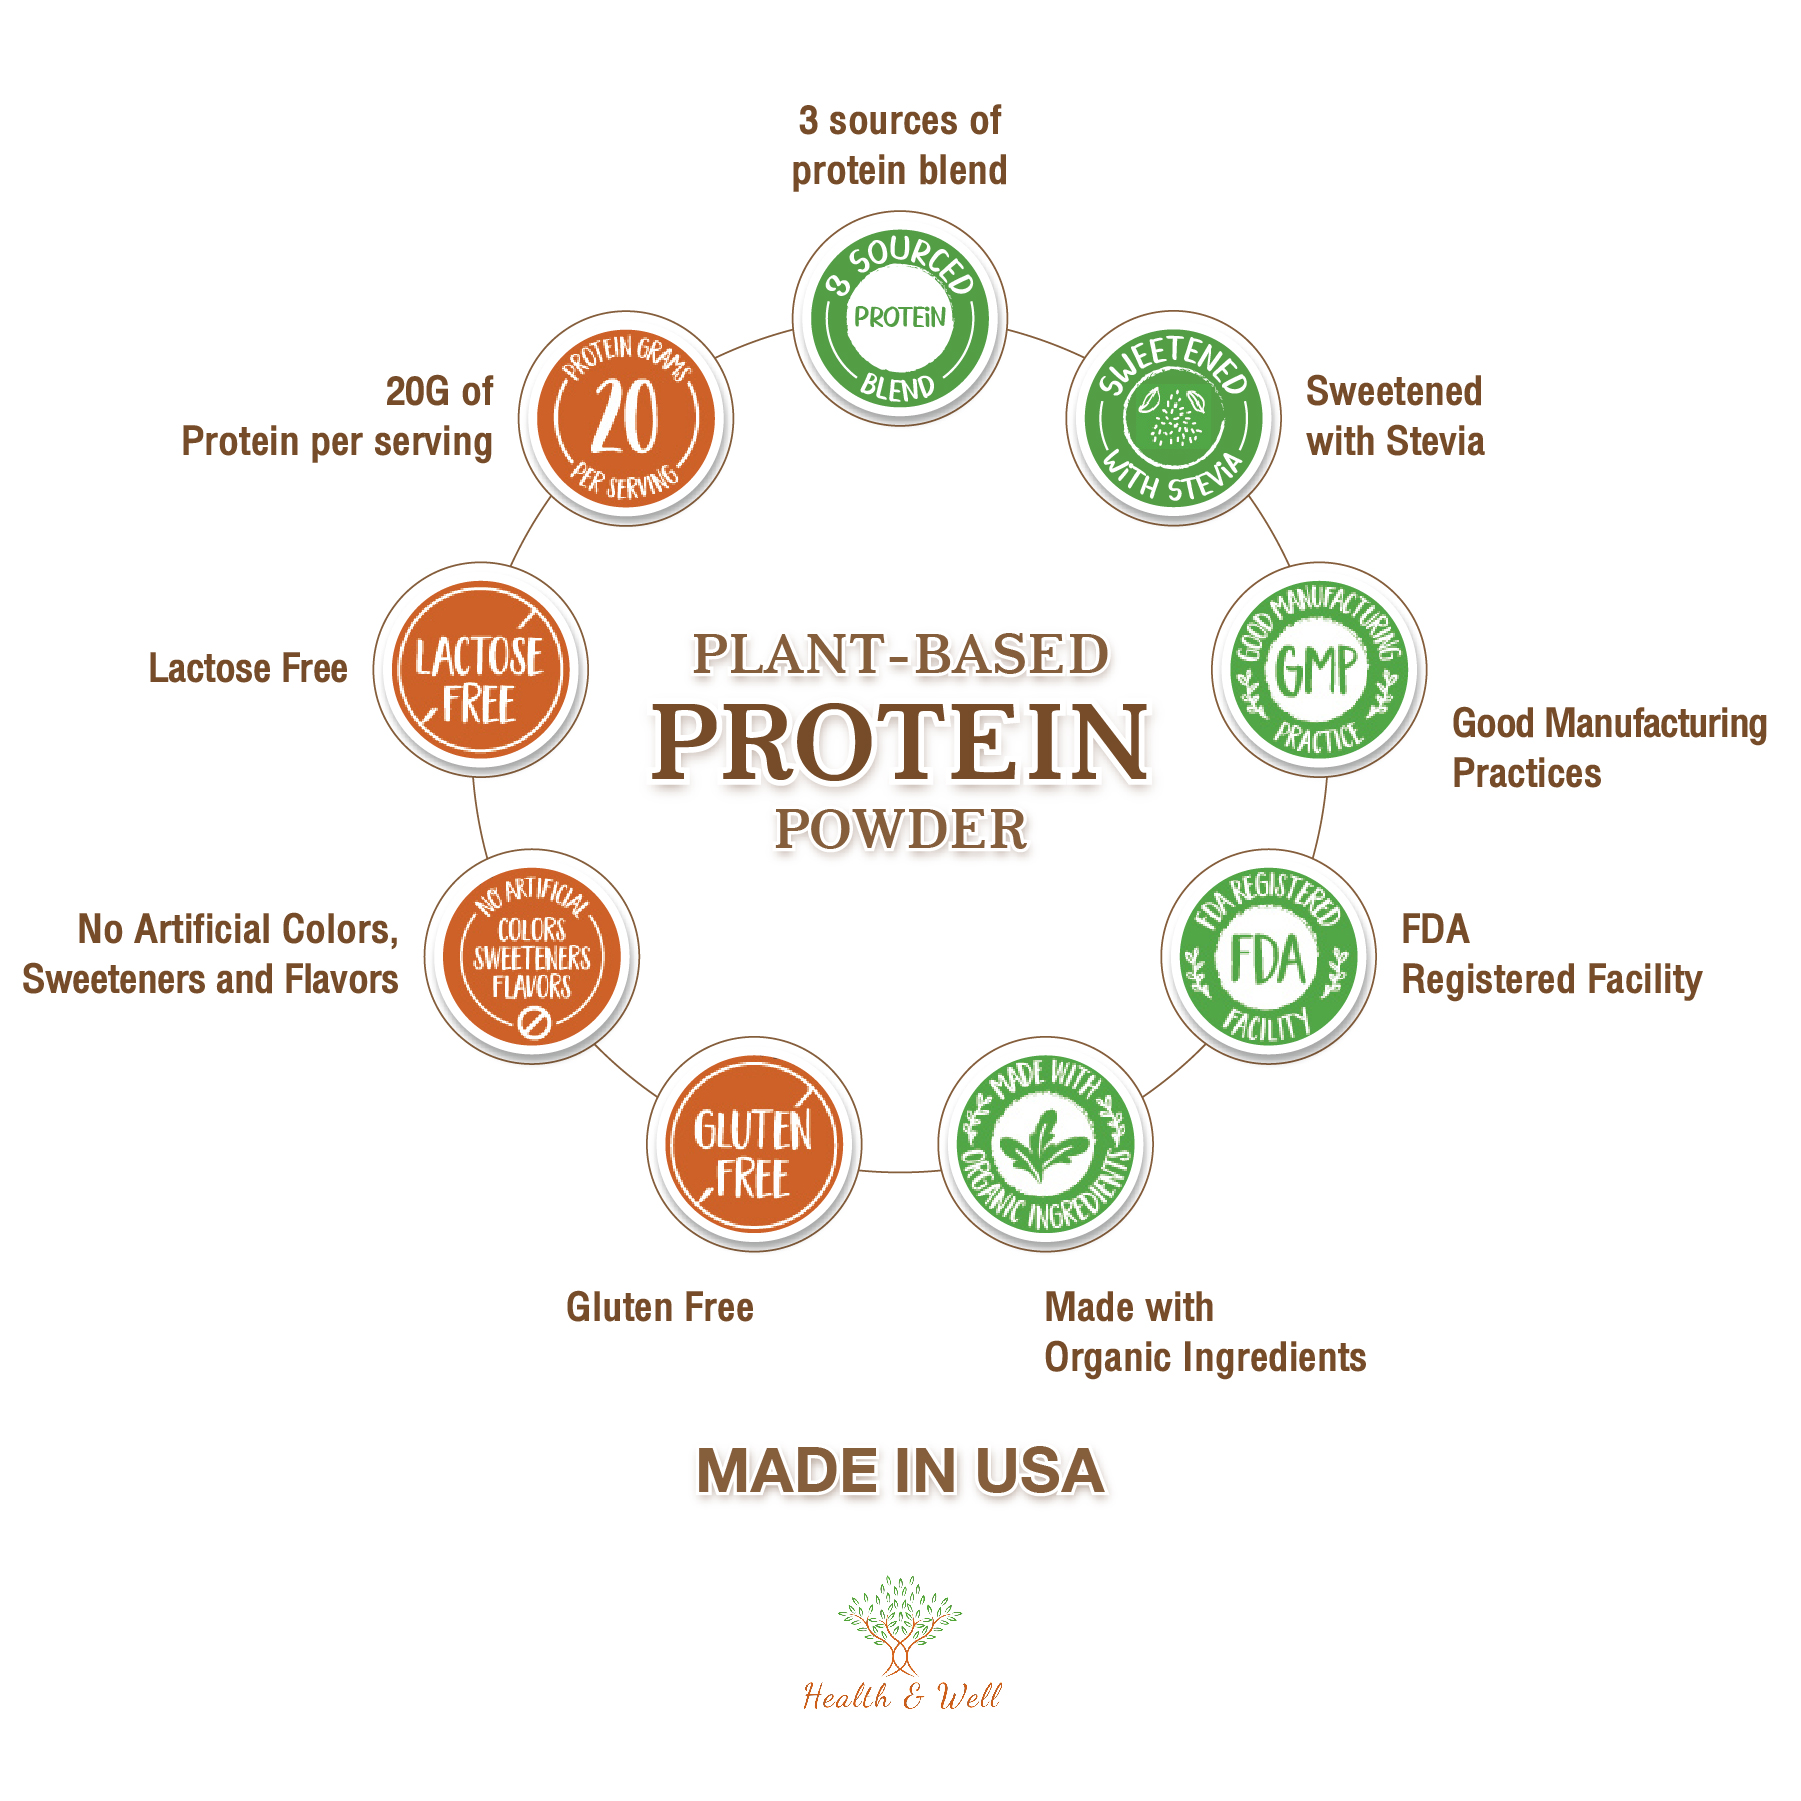 3 sources of
protein blend
3 SOURCED
PROTEiN
BLEND
Sweetened
with Stevia
SWEETENED
WiTH STEViA
GOOD MANUFACTURING
GMP
PRACTICE
Good Manufacturing
Practices
FDA REGISTERED
FDA
FACILITY
FDA
Registered Facility
MADE WITH
ORGANIC INGREDIENTS
Made with
Organic Ingredients
GLUTEN
FREE
Gluten Free
NO ARTIFICIAL
COLORS
SWEETENERS
FLAVORS
No Artificial Colors,
Sweeteners and Flavors
LACTOSE
FREE
Lactose Free
PROTEIN GRAMS
20
PER SERVING
20G of
Protein per serving
PLANT-BASED
PROTEIN
POWDER
MADE IN USA
Health & Well